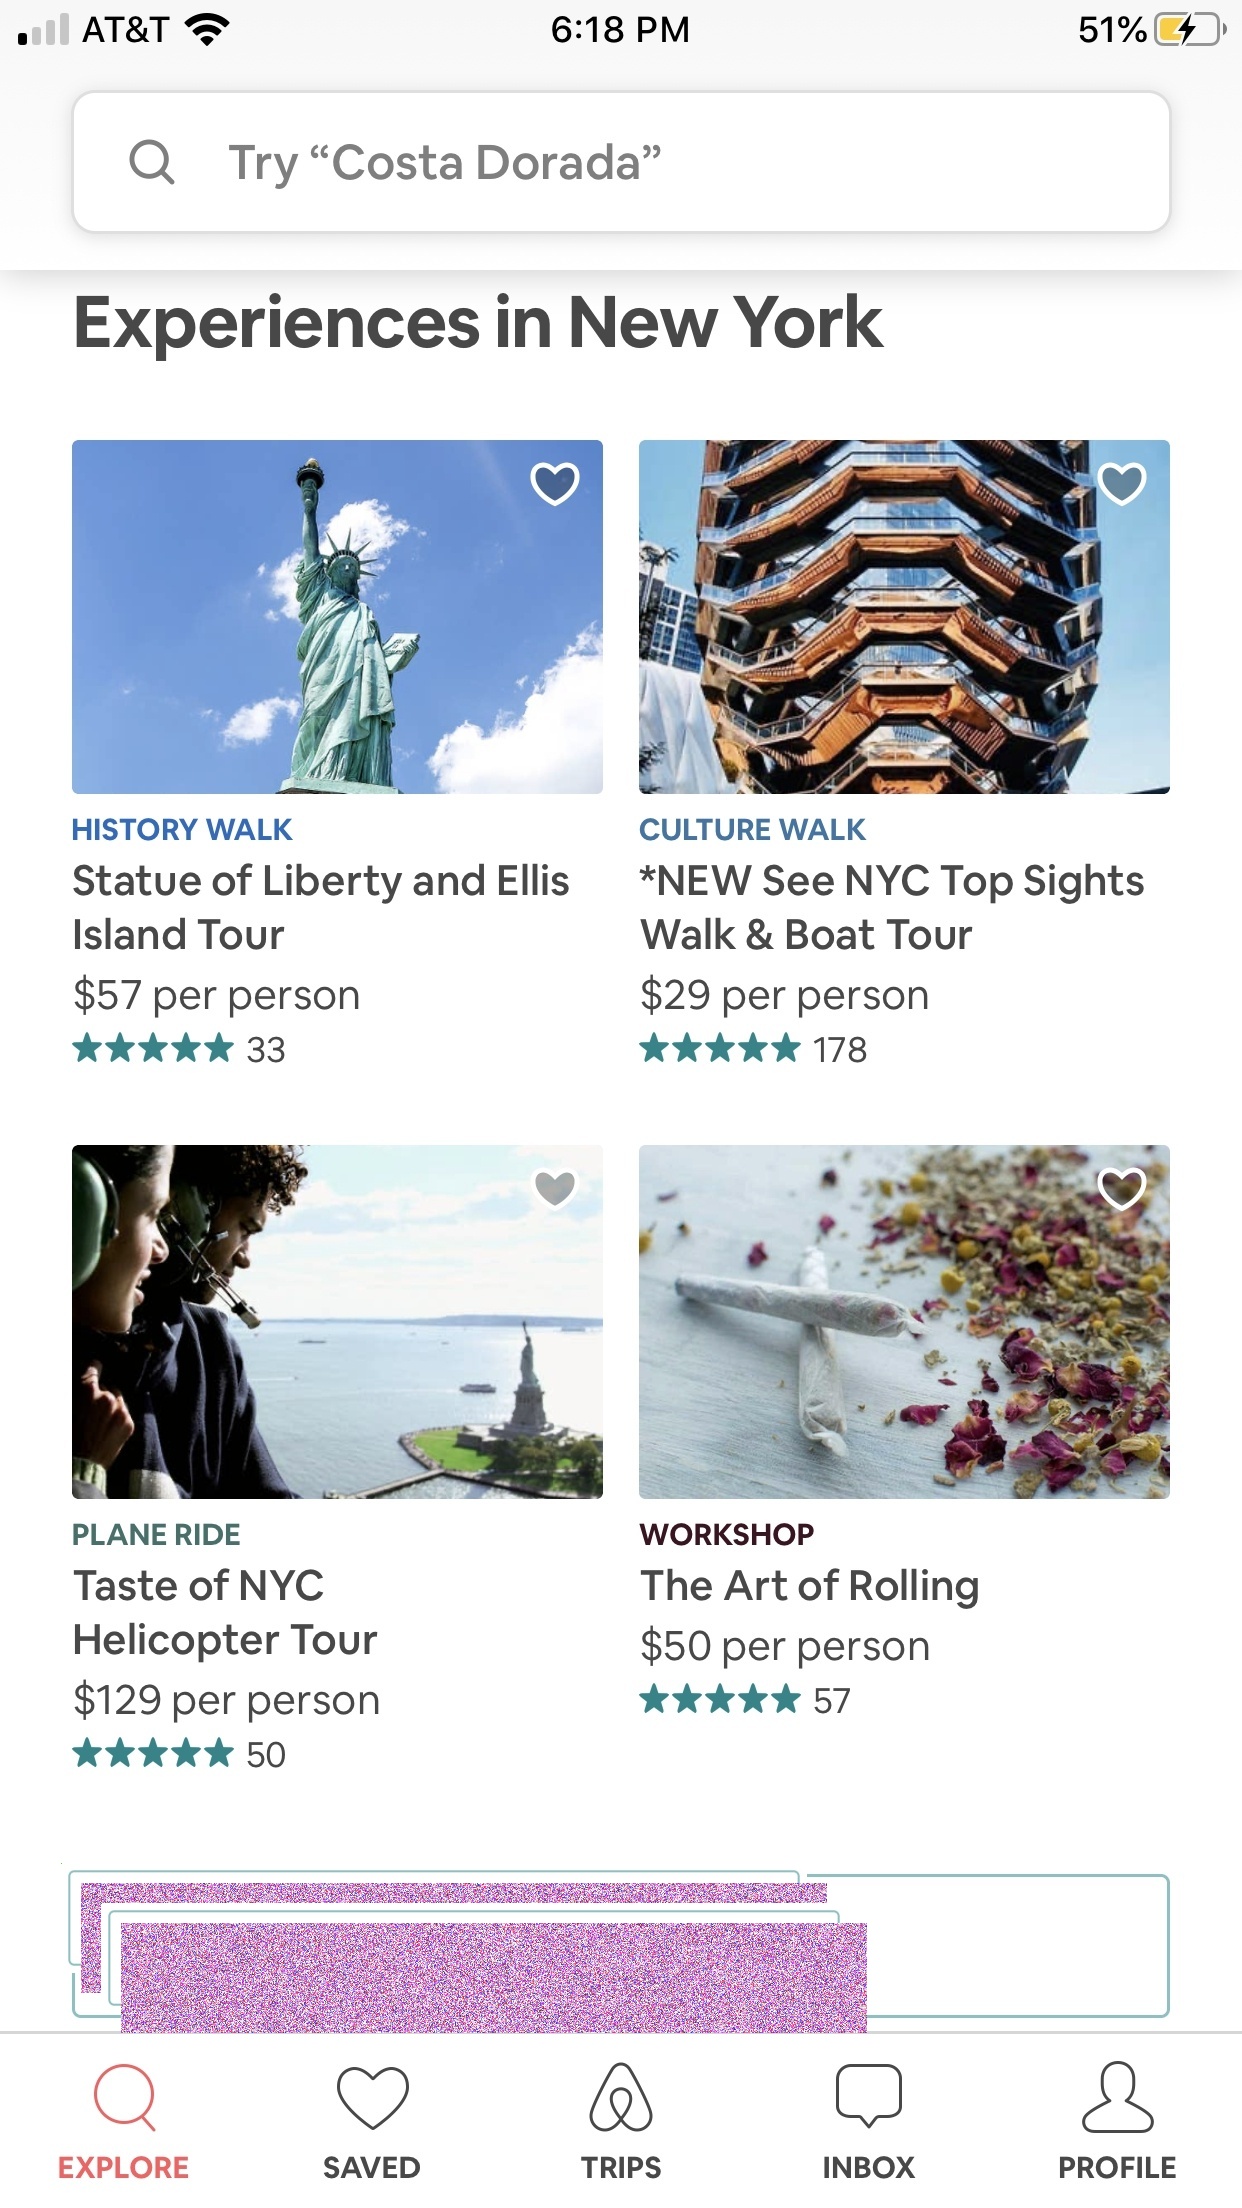 AT&T 6:18 PM 51%
Try “Costa Dorada”
Experiences in New York
HISTORY WALK
Statue of Liberty and Ellis
Island Tour
$57 per person
33
CULTURE WALK
*NEW See NYC Top Sights
Walk & Boat Tour
$29 per person
178
PLANE RIDE
Taste of NYC
Helicopter Tour
$129 per person
50
WORKSHOP
The Art of Rolling
$50 per person
57
EXPLORE SAVED TRIPS INBOX PROFILE